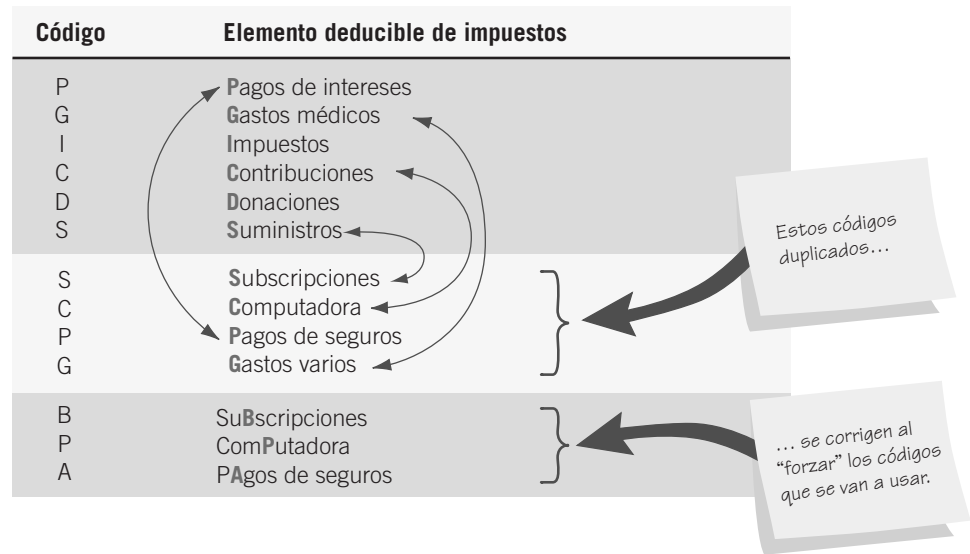 Código Elemento deducible de impuestos
P Pagos de intereses
G Gastos médicos
I Impuestos
C Contribuciones
D Donaciones
S Suministros
S Subscripciones
C Computadora
P Pagos de seguros
G Gastos varios
Estos códigos
duplicados...
B SuBscripciones
P ComPutadora
A PAgos de seguros
... se corrigen al
“forzar” los códigos
que se van a usar.